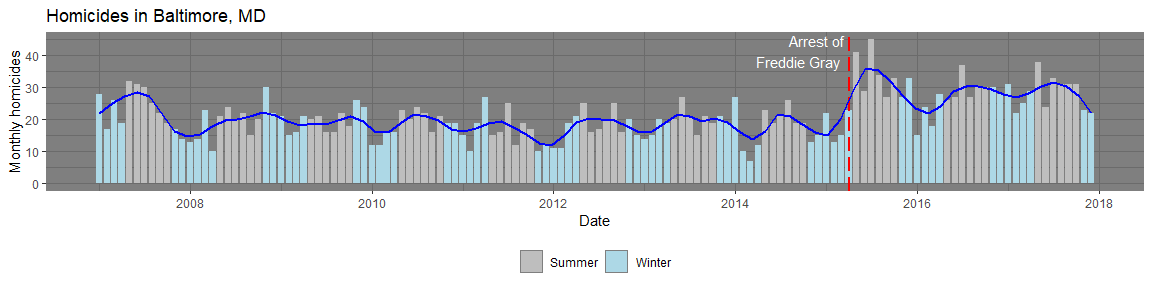 Homicides in Baltimore, MD
Monthly homicides
40
30
20
10
0
Arrest of
Freddie Gray
2008
2010
2012
2014
2016
2018
Date
Summer
Winter